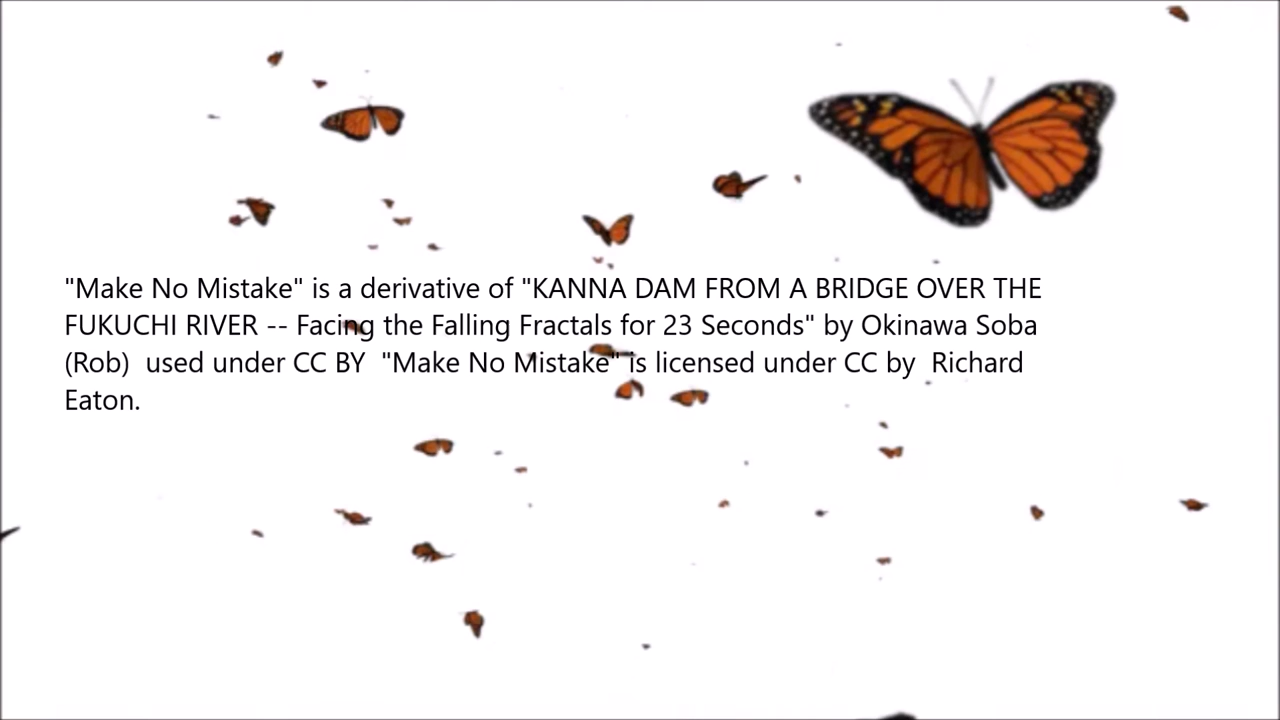 "Make No Mistake" is a derivative of "KANNA DAM FROM A BRIDGE OVER THE
FUKUCHI RIVER -- Facing the Falling Fractals for 23 Seconds" by Okinawa Soba
(Rob)  used under CC BY  "Make No Mistake" is licensed under CC by  Richard
Eaton.